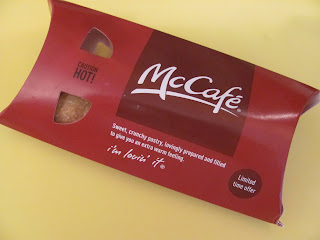 CAUTION
HOT!
McCafé®
Sweet, crunchy pastry, lovingly prepared and filled
to give you an extra warm feeling.
i'm lovin' it®
Limited
time offer